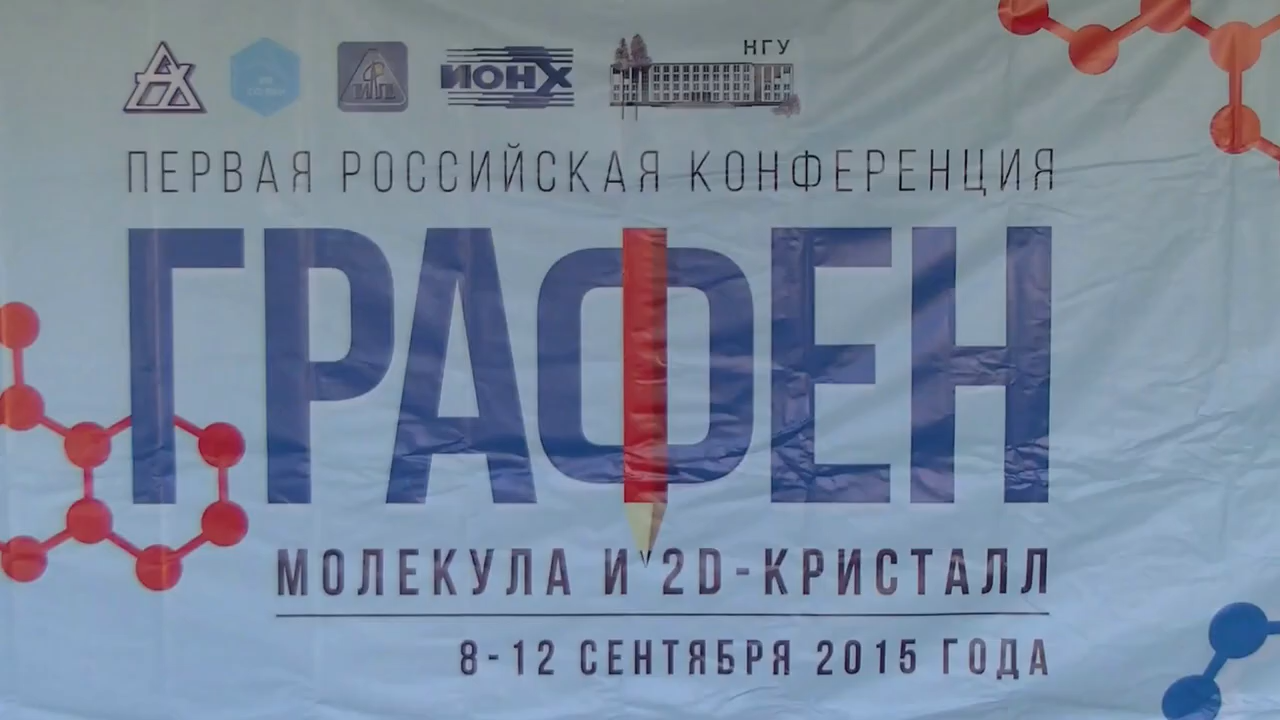 ИОНХ
НГУ
ПЕРВАЯ РОССИЙСКАЯ КОНФЕРЕНЦИЯ
ГРАФЕН
МОЛЕКУЛА И 2D-КРИСТАЛЛ
8-12 СЕНТЯБРЯ 2015 ГОДА